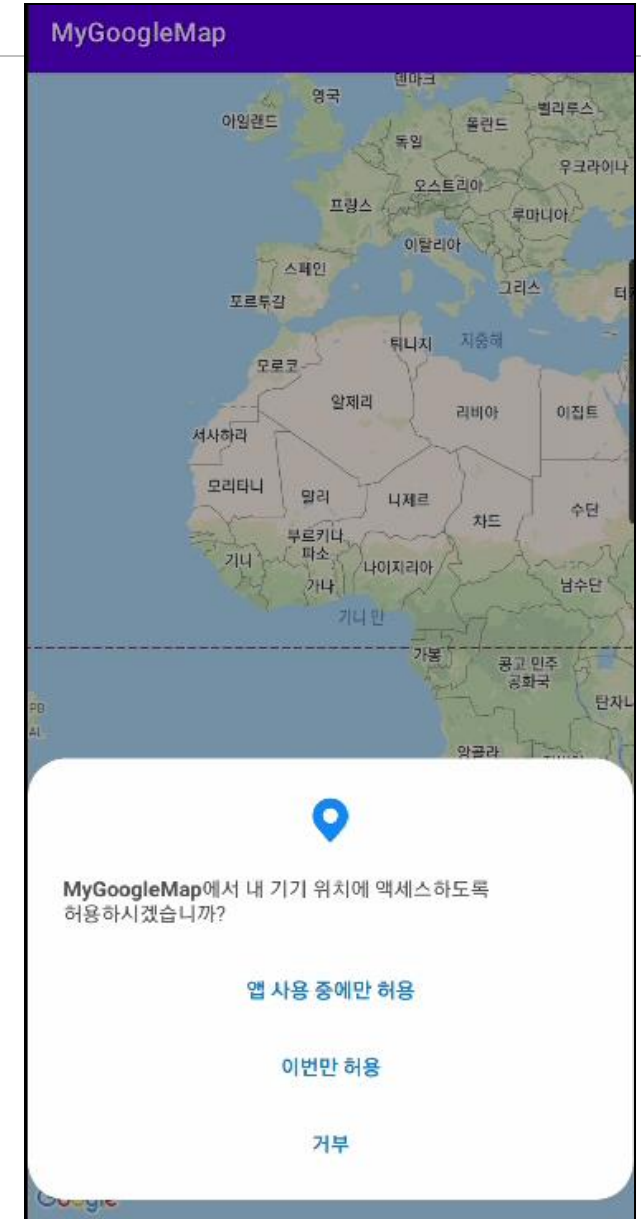 MyGoogleMap
덴마크
영국
아일랜드
벨라루스
폴란드
독일
우크라이나
오스트리아
프랑스
루마니아
이탈리아
스페인
그리스
터
포르투갈
튀니지
지중해
모로코
알제리
리비아
이집트
서사하라
모리타니
말리
니제르
차드
수단
부르키나
파소
기니
나이지리아
가나
남수단
기니 만
가봉
콩고 민주
공화국
탄자니
PB
AL
앙골라
MyGoogleMap에서 내 기기 위치에 액세스하도록
허용하시겠습니까?
앱 사용 중에만 허용
이번만 허용
거부
Google